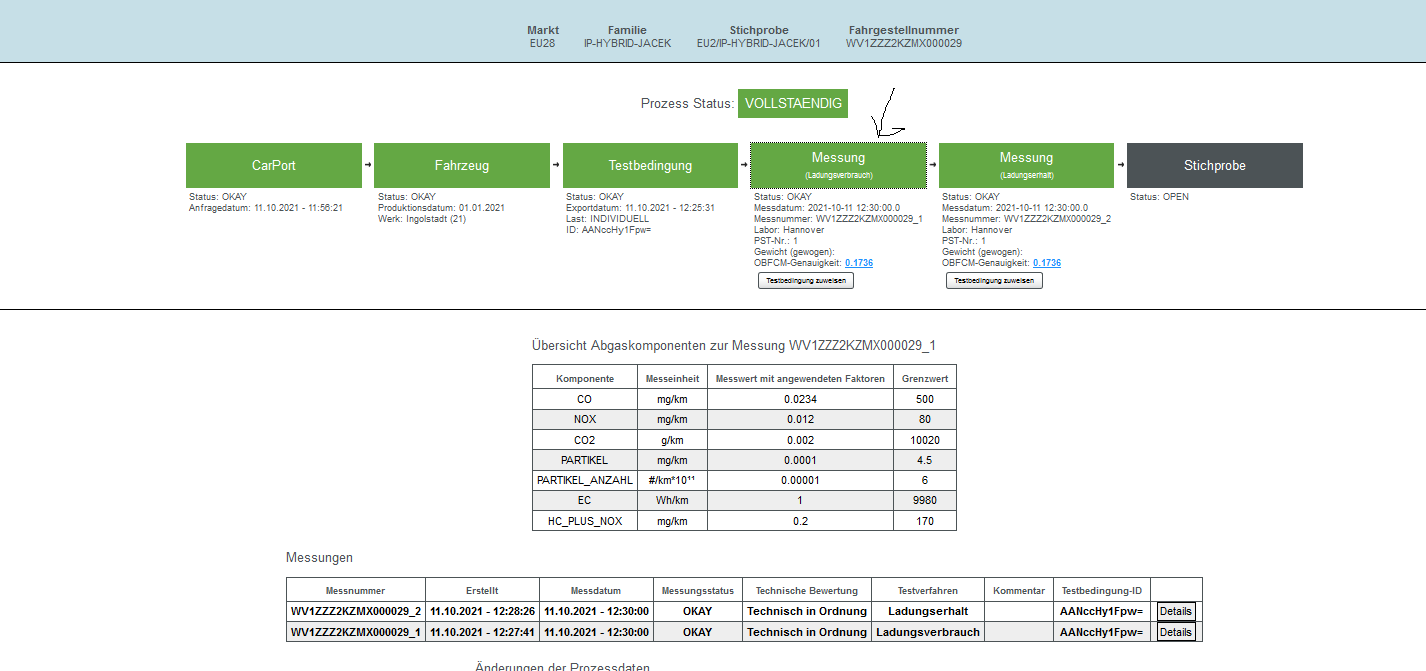 Markt Familie Stichprobe Fahrgestellnummer
EU28 IP-HYBRID-JACEK EU2/IP-HYBRID-JACEK/01 WV1ZZZ2KZMX000029
Prozess Status: VOLLSTAENDIG
CarPort
Status: OKAY
Anfragedatum: 11.10.2021 - 11:56:21
Fahrzeug
Status: OKAY
Produktionsdatum: 01.01.2021
Werk: Ingolstadt (21)
Testbedingung
Status: OKAY
Exportdatum: 11.10.2021 - 12:25:31
Last: INDIVIDUELL
ID: AANccHy1Fpw=
Messung
(Ladungsverbrauch)
Status: OKAY
Messdatum: 2021-10-11 12:30:00.0
Messnummer: WV1ZZZ2KZMX000029_1
Labor: Hannover
PST-Nr.: 1
Gewicht (gewogen):
OBFCM-Genauigkeit: 0.1736
Testbedingung zuweisen
Messung
(Ladungserhalt)
Status: OKAY
Messdatum: 2021-10-11 12:30:00.0
Messnummer: WV1ZZZ2KZMX000029_2
Labor: Hannover
PST-Nr.: 1
Gewicht (gewogen):
OBFCM-Genauigkeit: 0.1736
Testbedingung zuweisen
Stichprobe
Status: OPEN
Übersicht Abgaskomponenten zur Messung WV1ZZZ2KZMX000029_1
Komponente Messeinheit Messwert mit angewendeten Faktoren Grenzwert
CO mg/km 0.0234 500
NOX mg/km 0.012 80
CO2 g/km 0.002 10020
PARTIKEL mg/km 0.0001 4.5
PARTIKEL_ANZAHL #/km*10¹¹ 0.00001 6
EC Wh/km 1 9980
HC_PLUS_NOX mg/km 0.2 170
Messungen
Messnummer Erstellt Messdatum Messungsstatus Technische Bewertung Testverfahren Kommentar Testbedingung-ID
WV1ZZZ2KZMX000029_2 11.10.2021 - 12:28:26 11.10.2021 - 12:30:00 OKAY Technisch in Ordnung Ladungserhalt AANccHy1Fpw= Details
WV1ZZZ2KZMX000029_1 11.10.2021 - 12:27:41 11.10.2021 - 12:30:00 OKAY Technisch in Ordnung Ladungsverbrauch AANccHy1Fpw= Details
Änderungen der Prozessdaten